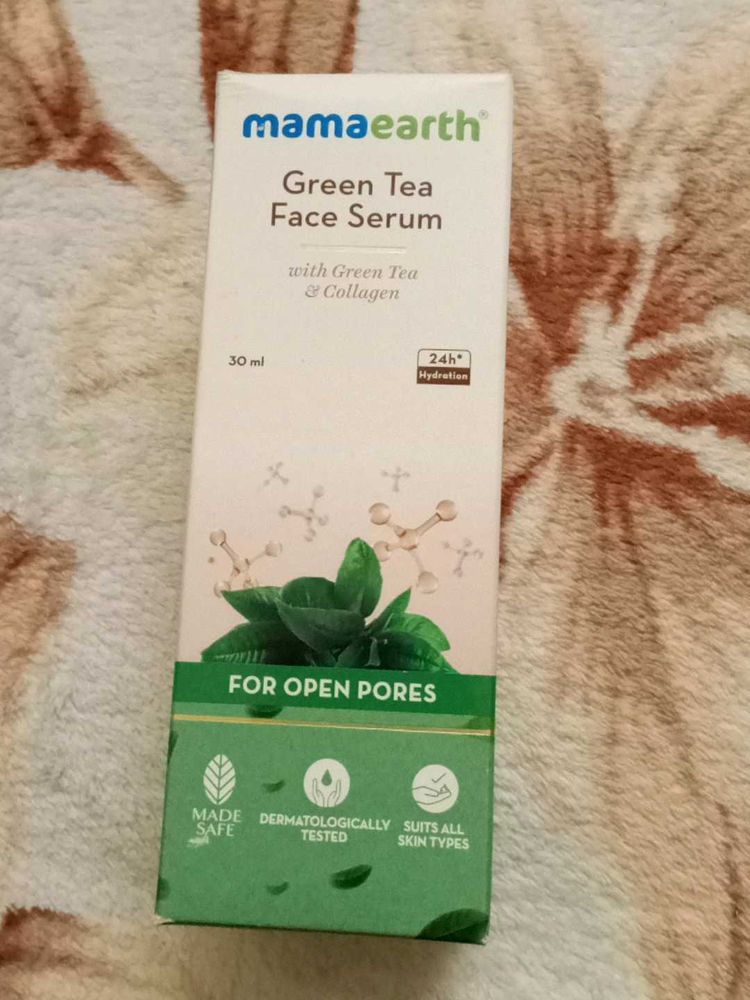 mamaearth®
Green Tea
Face Serum
with Green Tea
& Collagen
30 ml
24h*
Hydration
FOR OPEN PORES
MADE
SAFE
DERMATOLOGICALLY
TESTED
SUITS ALL
SKIN TYPES